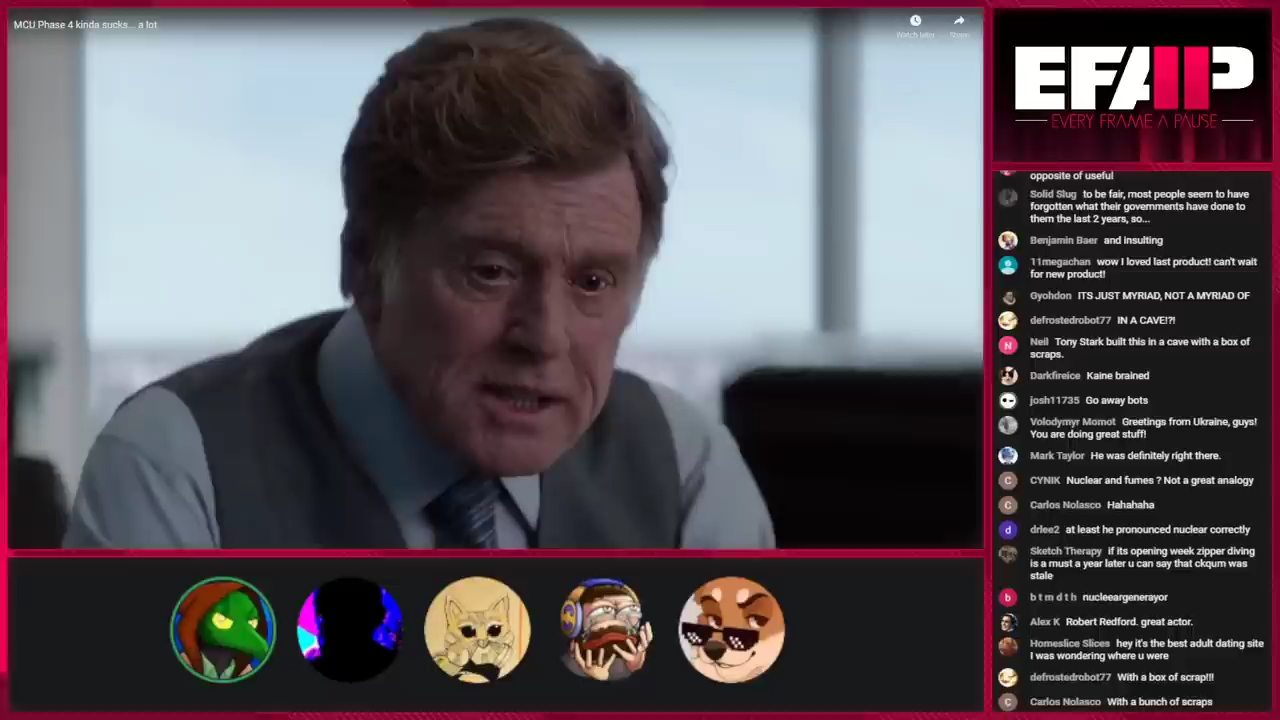 MCU Phase 4 kinda sucks... a lot
Watch later
Share
EFAP
EVERY FRAME A PAUSE
opposite of useful
Solid Slug to be fair, most people seem to have
forgotten what their governments have done to
them the last 2 years, so...
Benjamin Baer and insulting
11megachan wow I loved last product! can't wait
for new product!
Gyohdon ITS JUST MYRIAD, NOT A MYRIAD OF
defrostedrobot77 IN A CAVE!?!
N Neil Tony Stark built this in a cave with a box of
scraps.
Darkfireice Kaine brained
josh11735 Go away bots
Volodymyr Momot Greetings from Ukraine, guys!
You are doing great stuff!
Mark Taylor He was definitely right there.
C CYNIK Nuclear and fumes ? Not a great analogy
C Carlos Nolasco Hahahaha
d drlee2 at least he pronounced nuclear correctly
Sketch Therapy if its opening week zipper diving
is a must a year later u can say that ckqum was
stale
b b t m d t h nucleeargenerayor
Alex K Robert Redford. great actor.
Homeslice Slices hey it's the best adult dating site
I was wondering where u were
defrostedrobot77 With a box of scrap!!!
C Carlos Nolasco With a bunch of scraps